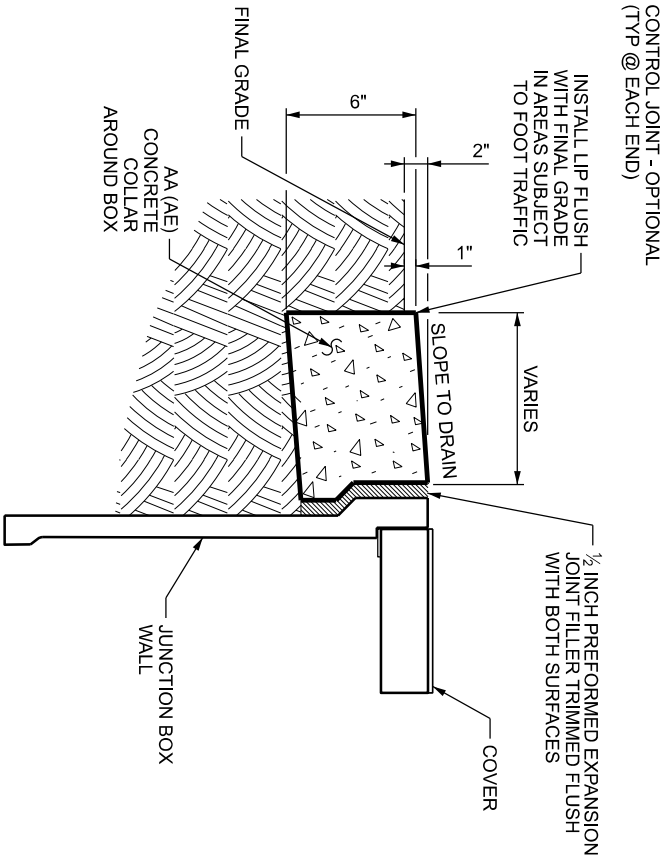 CONTROL JOINT - OPTIONAL
(TYP @ EACH END)
INSTALL LIP FLUSH
WITH FINAL GRADE
IN AREAS SUBJECT
TO FOOT TRAFFIC
2"
1"
6"
FINAL GRADE
AA (AE)
CONCRETE
COLLAR
AROUND BOX
VARIES
SLOPE TO DRAIN
½ INCH PREFORMED EXPANSION
JOINT FILLER TRIMMED FLUSH
WITH BOTH SURFACES
COVER
JUNCTION BOX
WALL